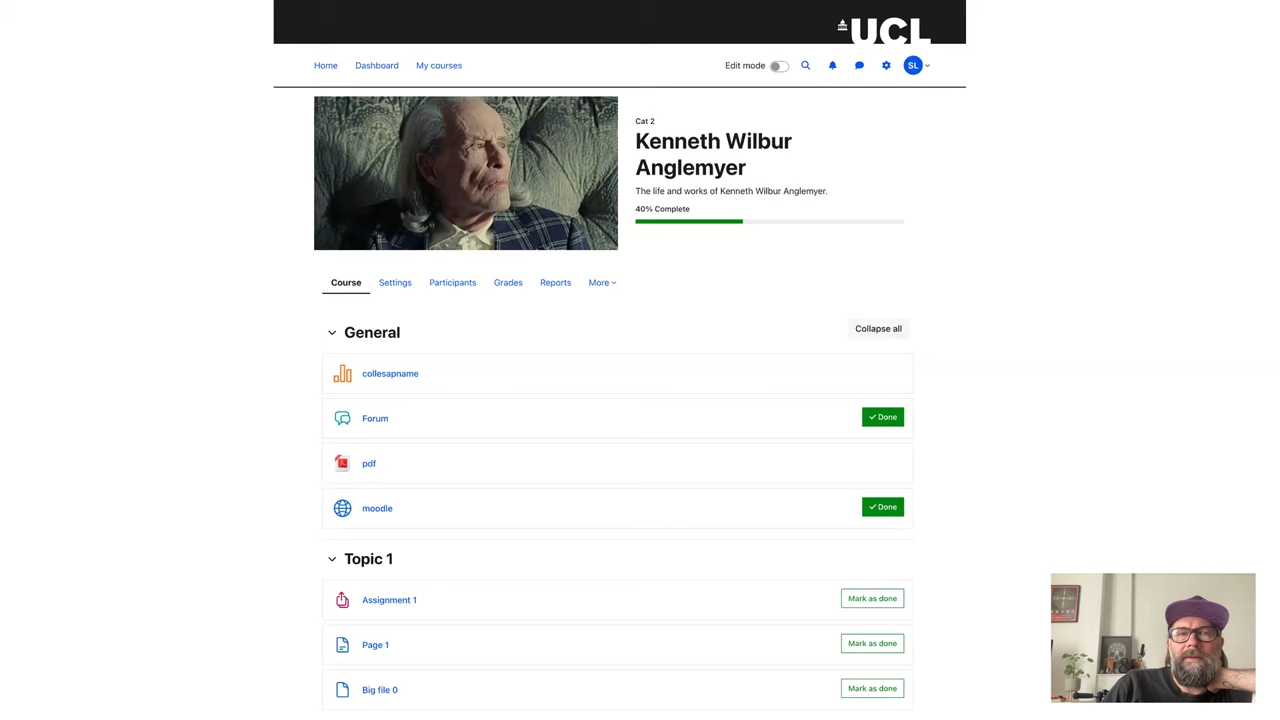 UCL
Home Dashboard My courses Edit mode SL
Cat 2
Kenneth Wilbur
Anglemyer
The life and works of Kenneth Wilbur Anglemyer.
40% Complete
Course Settings Participants Grades Reports More
General Collapse all
collesapname
Forum Done
pdf
moodle Done
Topic 1
Assignment 1 Mark as done
Page 1 Mark as done
Big file 0 Mark as done